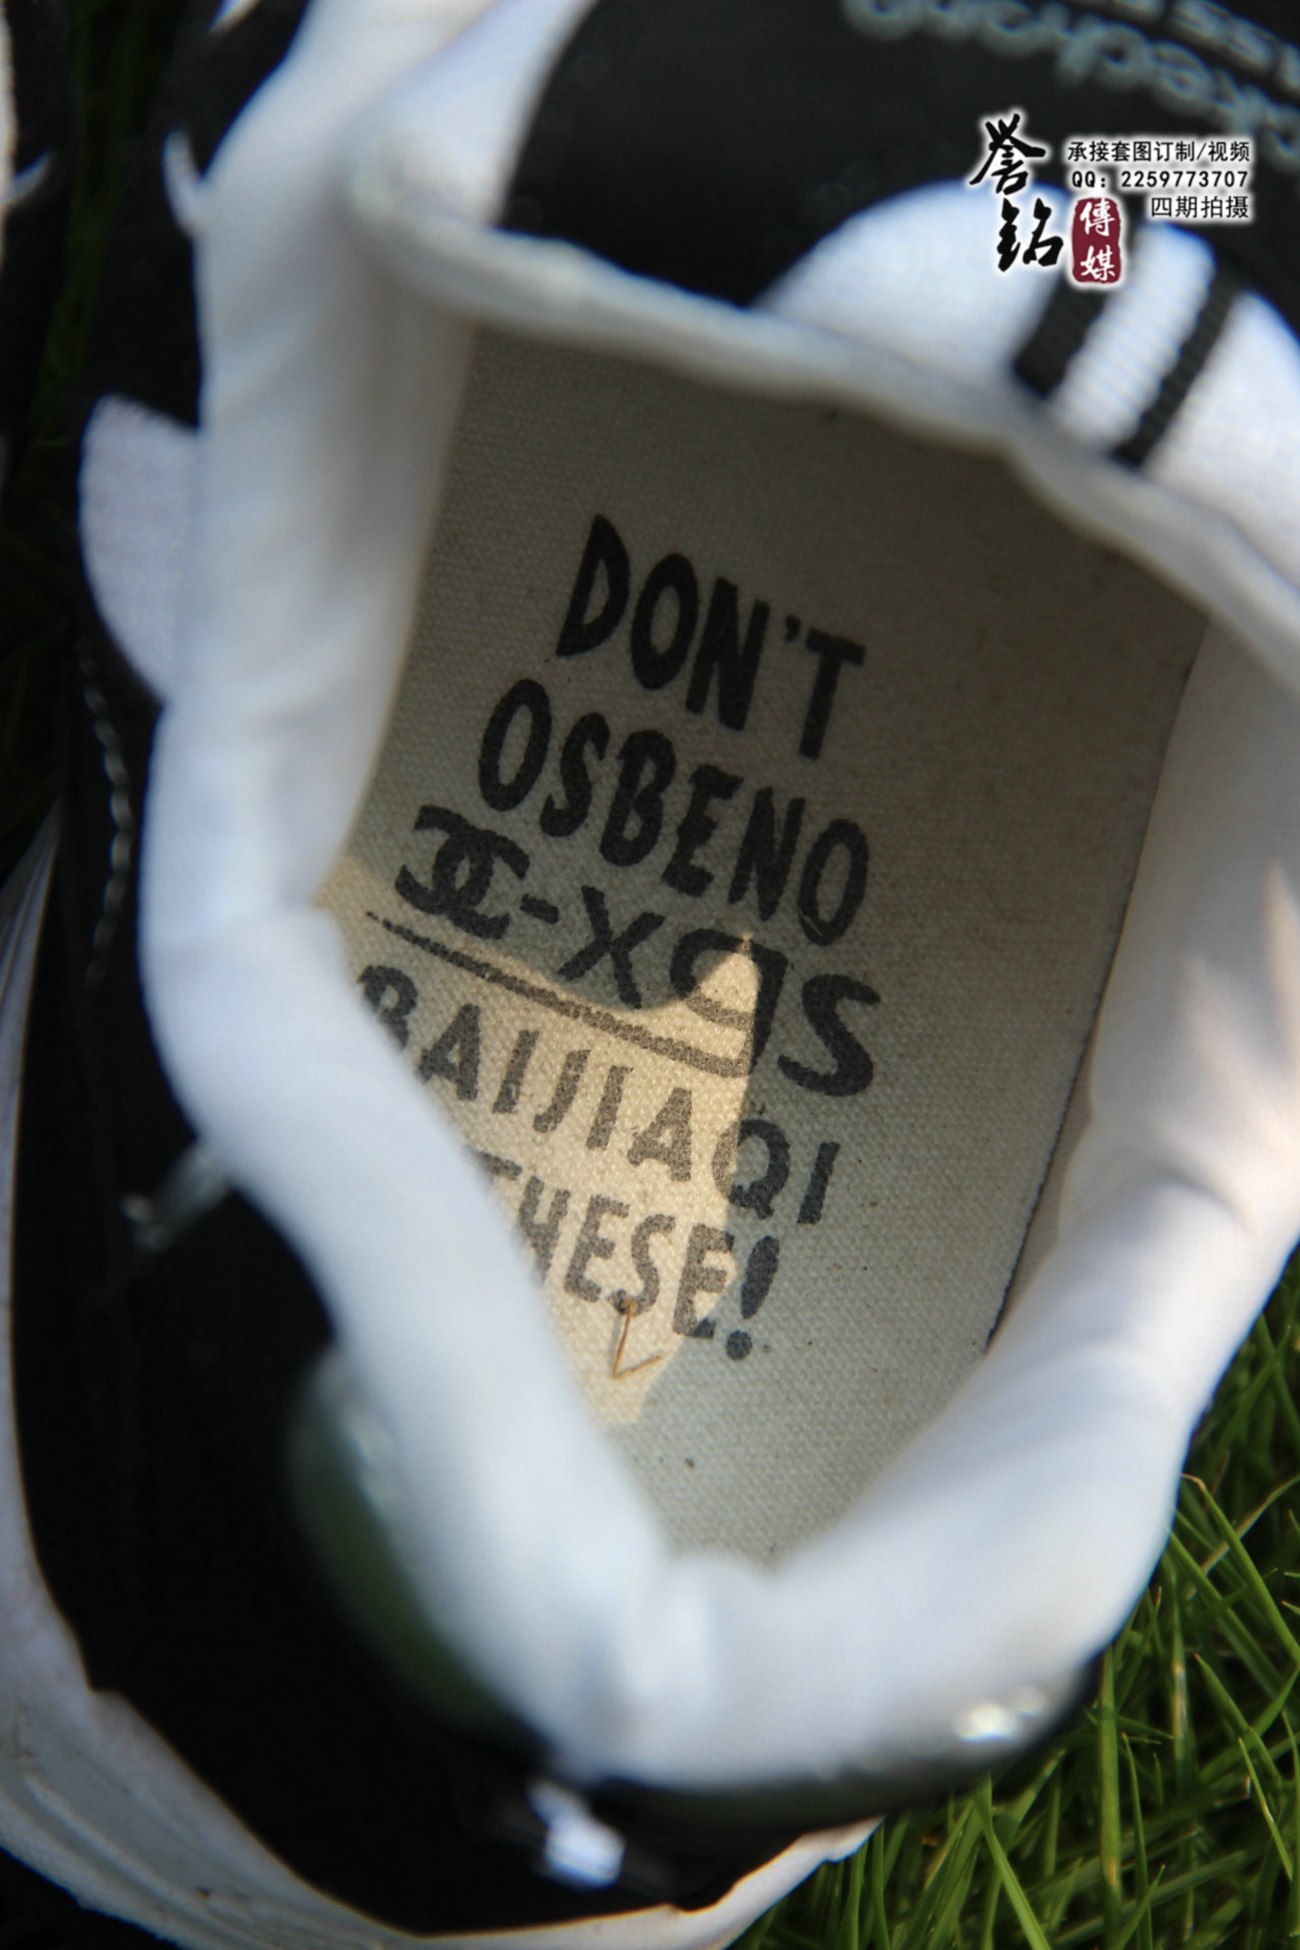 誉铭
傳媒
承接套图订制/视频
QQ: 2259773707
四期拍摄
DON'T
OSBENO
BAIJIAQI
THESE!